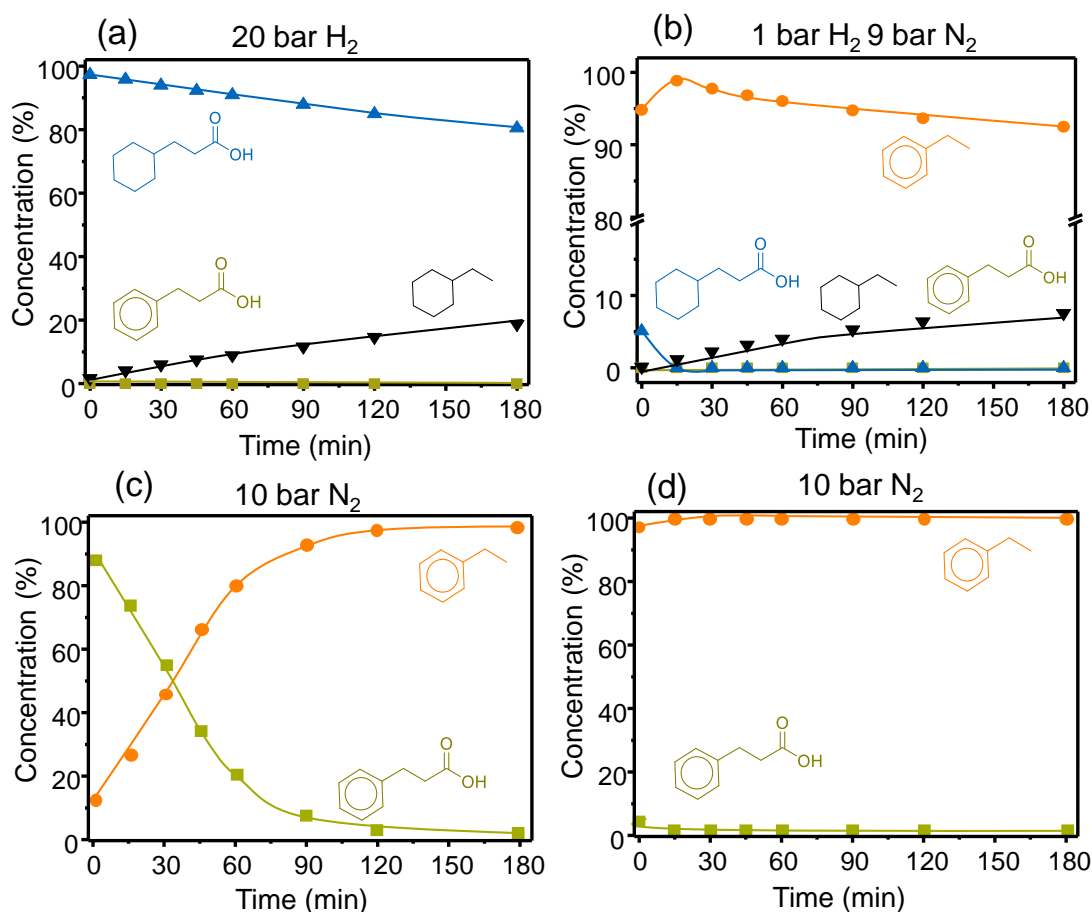 (a)
20 bar H₂
Concentration (%)
100
80
60
40
20
0
O
OH
O
OH
0 30 60 90 120 150 180
Time (min)
(b)
1 bar H₂ 9 bar N₂
Concentration (%)
100
90
80
10
0
O
OH
O
OH
0 30 60 90 120 150 180
Time (min)
(c)
10 bar N₂
Concentration (%)
100
80
60
40
20
0
O
OH
0 30 60 90 120 150 180
Time (min)
(d)
10 bar N₂
Concentration (%)
100
80
60
40
20
0
O
OH
0 30 60 90 120 150 180
Time (min)